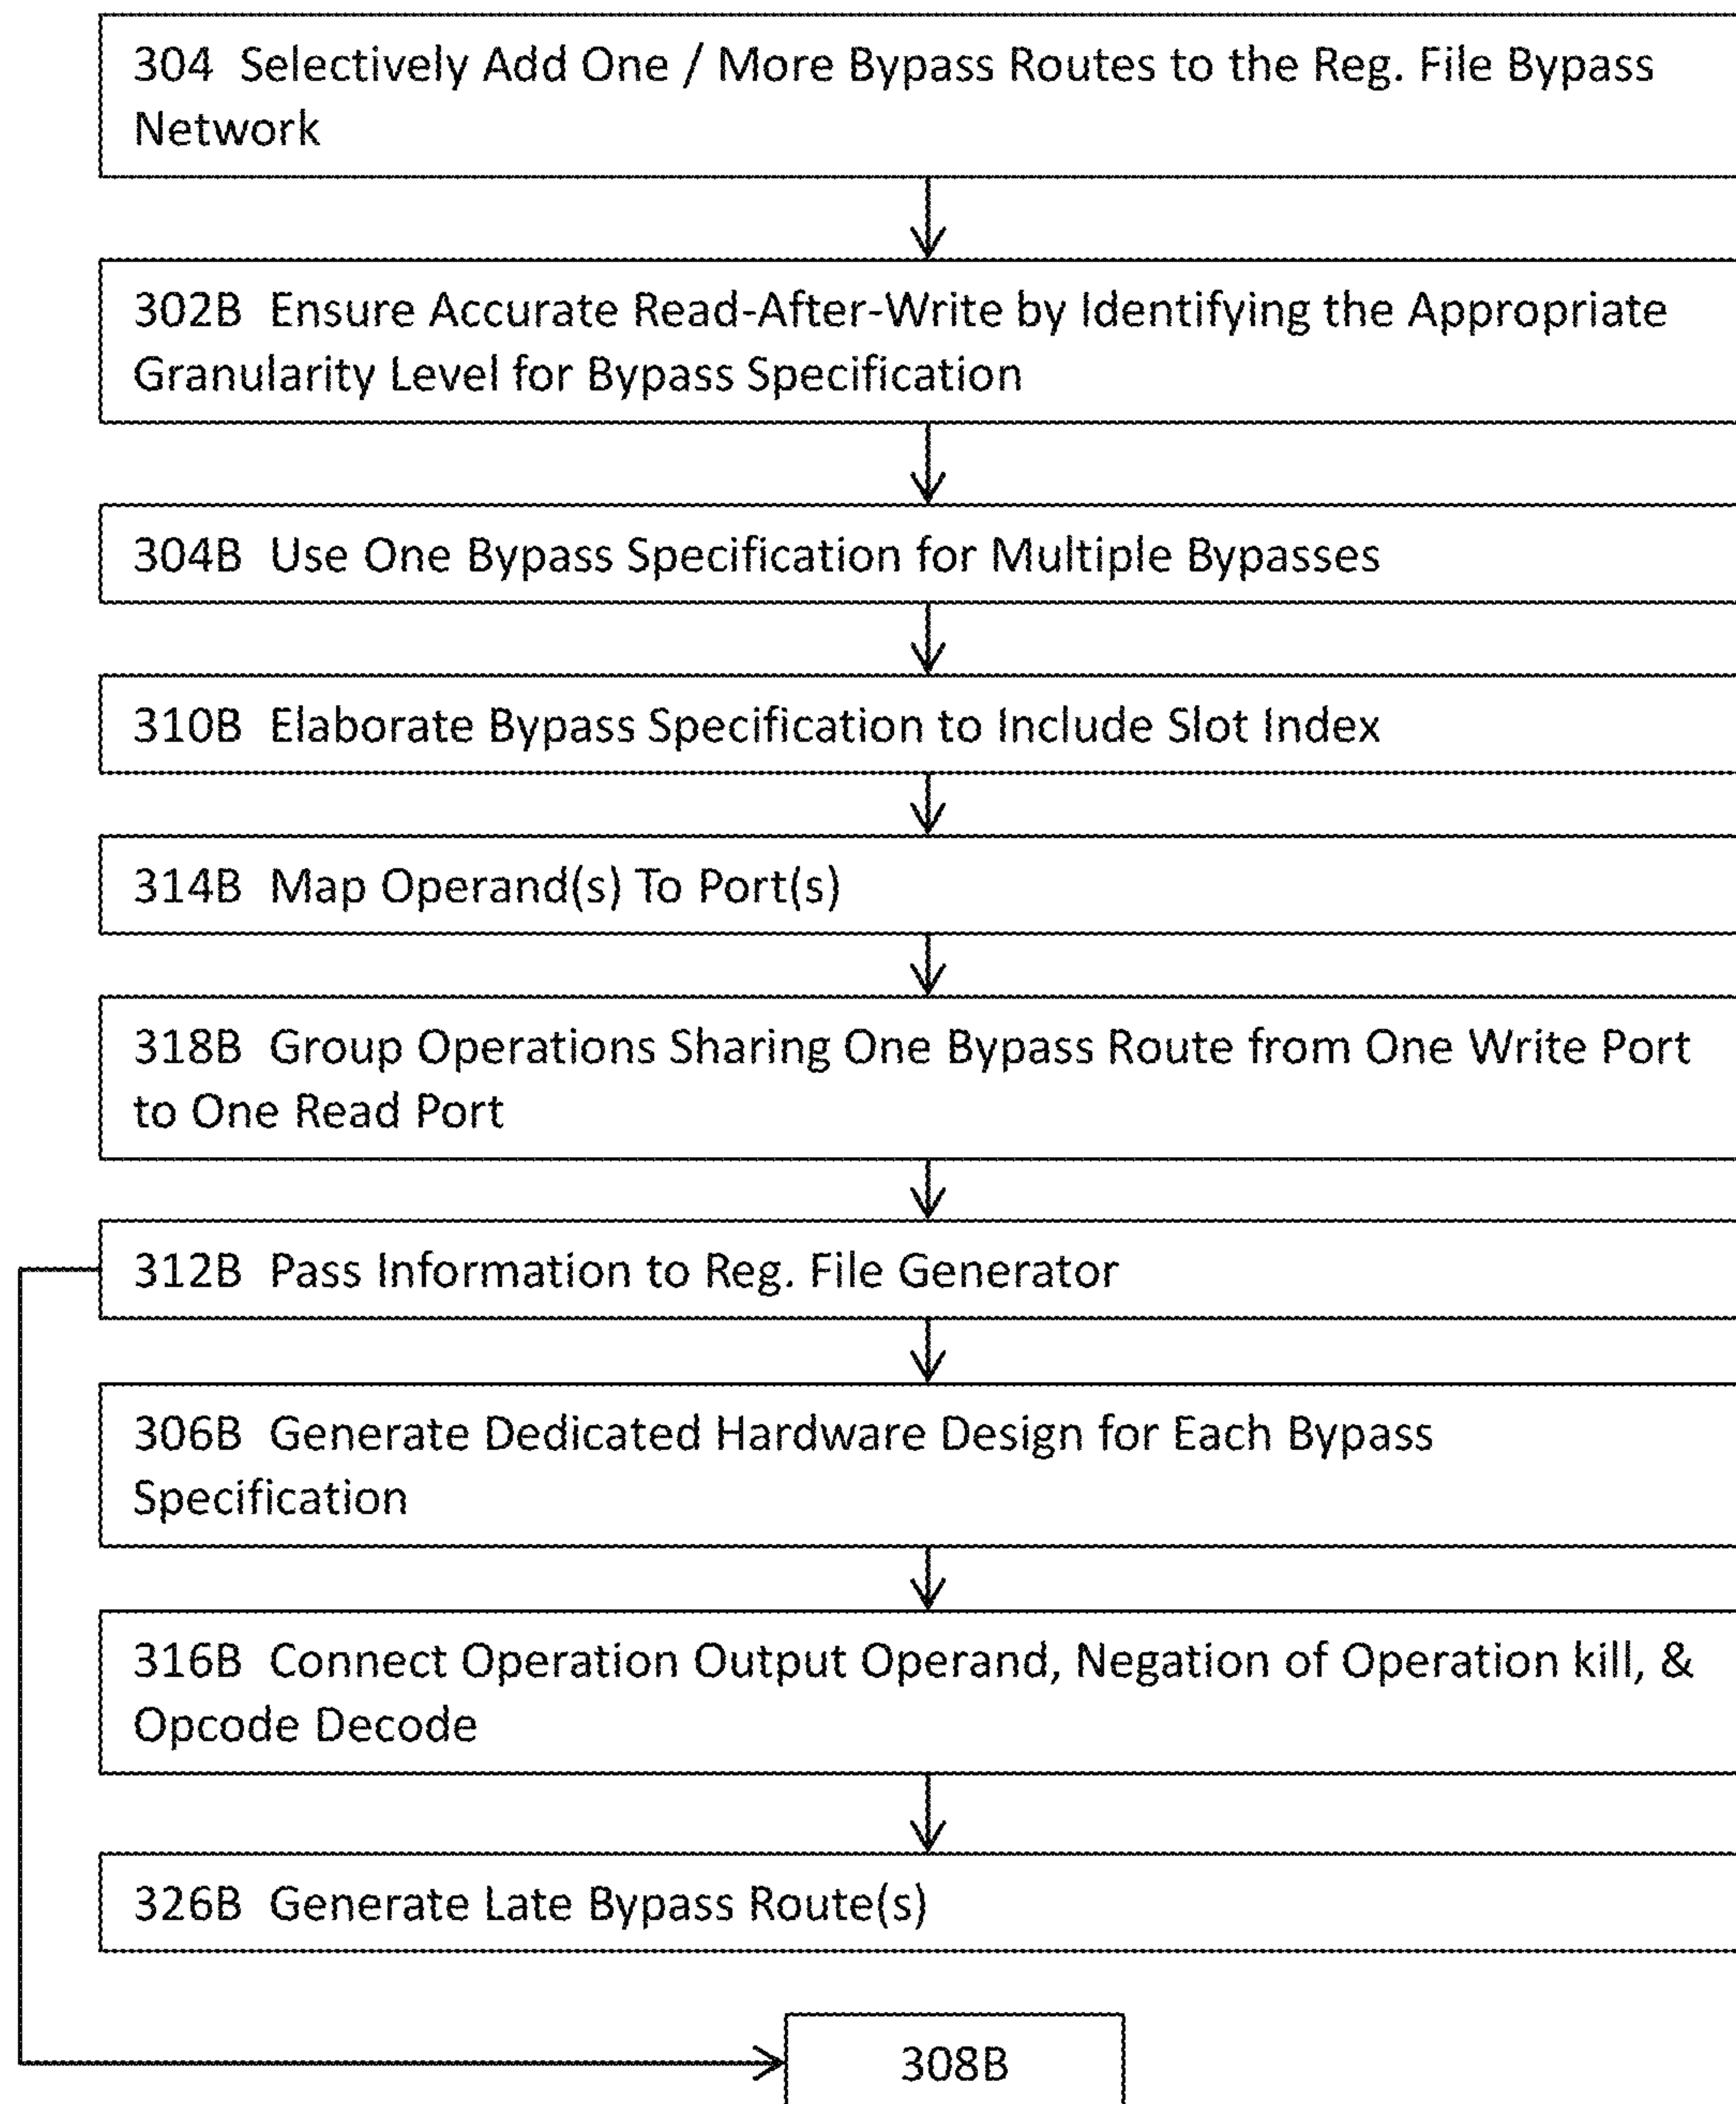 304 Selectively Add One / More Bypass Routes to the Reg. File Bypass
Network
302B Ensure Accurate Read-After-Write by Identifying the Appropriate
Granularity Level for Bypass Specification
304B Use One Bypass Specification for Multiple Bypasses
310B Elaborate Bypass Specification to Include Slot Index
314B Map Operand(s) To Port(s)
318B Group Operations Sharing One Bypass Route from One Write Port
to One Read Port
312B Pass Information to Reg. File Generator
306B Generate Dedicated Hardware Design for Each Bypass
Specification
316B Connect Operation Output Operand, Negation of Operation kill, &
Opcode Decode
326B Generate Late Bypass Route(s)
308B